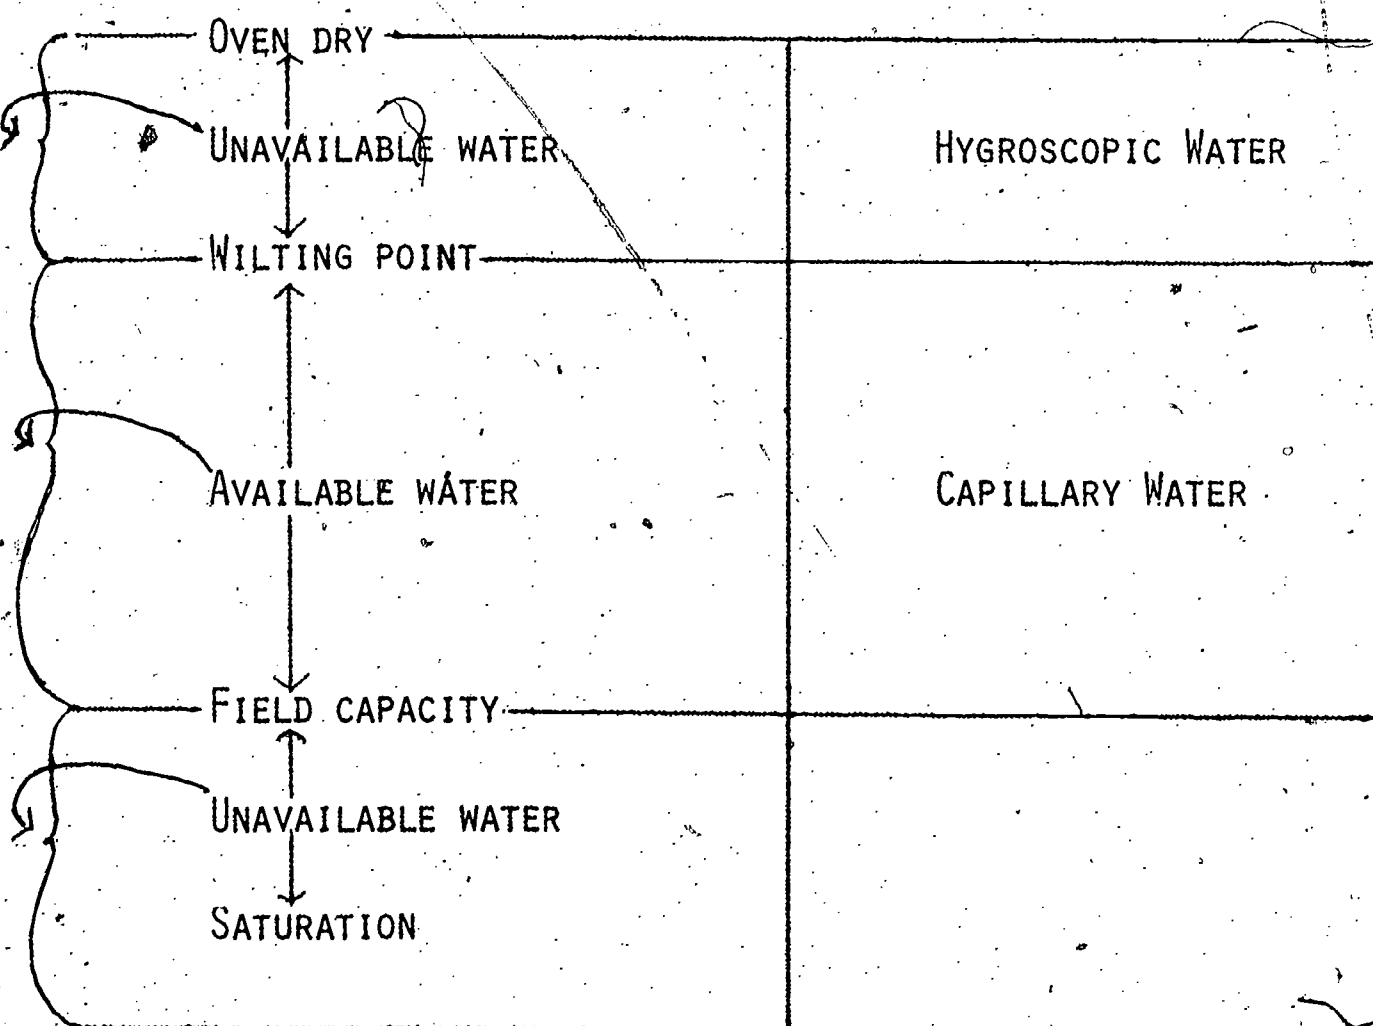 OVEN DRY
UNAVAILABLE WATER
HYGROSCOPIC WATER
WILTING POINT
AVAILABLE WATER
CAPILLARY WATER
FIELD CAPACITY
UNAVAILABLE WATER
SATURATION